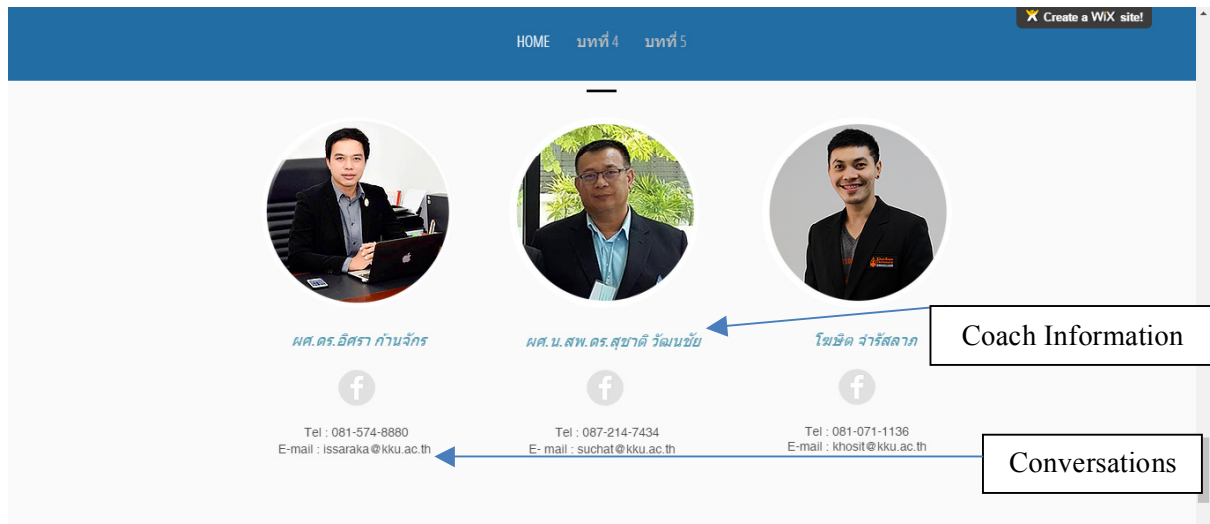 Create a WiX site!
HOME บทที่ 4 บทที่ 5
ผศ.ดร.อิศรา ก้านจักร
ผศ.น.สพ.ดร.สุชาติ วัฒนชัย
โฆษิต จำรัสลาภ
Coach Information
f f f
Tel : 081-574-8880
E-mail : issaraka@kku.ac.th
Tel : 087-214-7434
E- mail : suchat@kku.ac.th
Tel : 081-071-1136
E-mail : khosit@kku.ac.th
Conversations